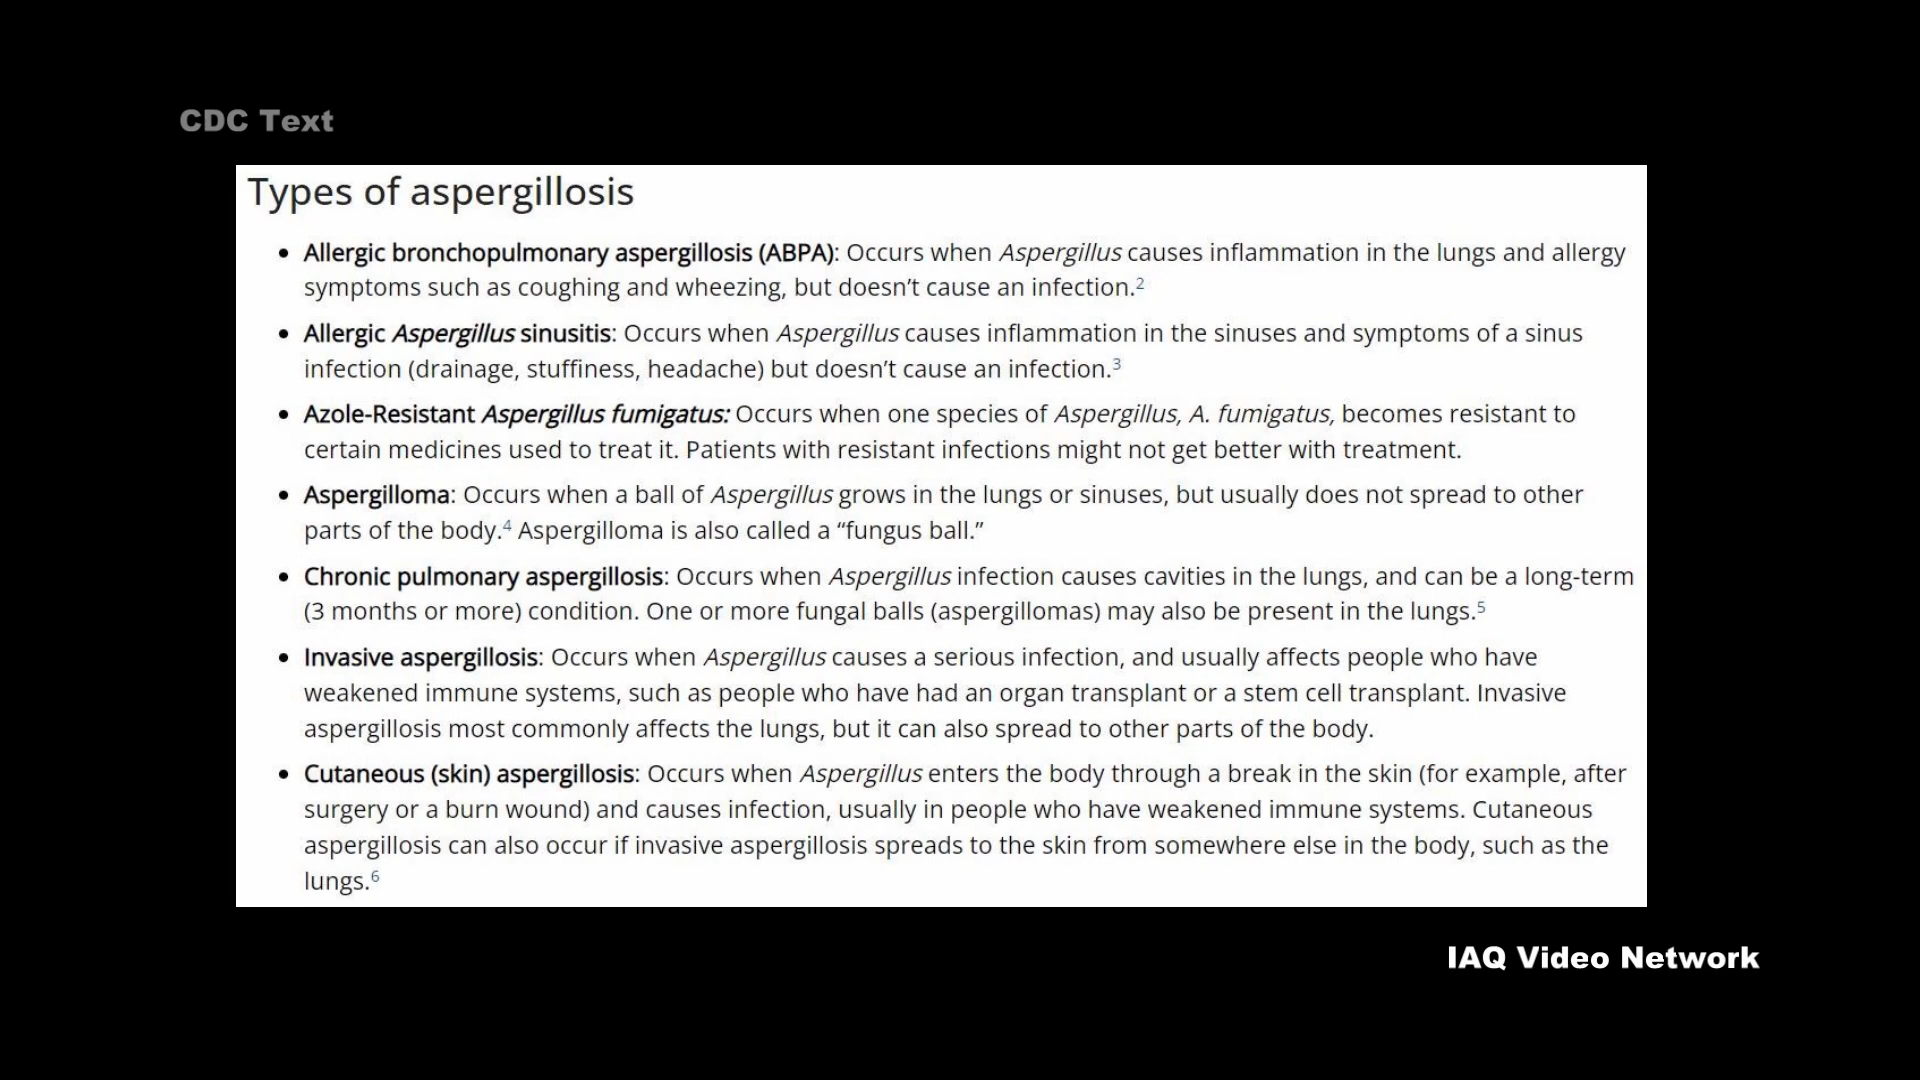 CDC Text
Types of aspergillosis
• Allergic bronchopulmonary aspergillosis (ABPA): Occurs when Aspergillus causes inflammation in the lungs and allergy
symptoms such as coughing and wheezing, but doesn’t cause an infection.2
• Allergic Aspergillus sinusitis: Occurs when Aspergillus causes inflammation in the sinuses and symptoms of a sinus
infection (drainage, stuffiness, headache) but doesn’t cause an infection.3
• Azole-Resistant Aspergillus fumigatus: Occurs when one species of Aspergillus, A. fumigatus, becomes resistant to
certain medicines used to treat it. Patients with resistant infections might not get better with treatment.
• Aspergilloma: Occurs when a ball of Aspergillus grows in the lungs or sinuses, but usually does not spread to other
parts of the body.4 Aspergilloma is also called a “fungus ball.”
• Chronic pulmonary aspergillosis: Occurs when Aspergillus infection causes cavities in the lungs, and can be a long-term
(3 months or more) condition. One or more fungal balls (aspergillomas) may also be present in the lungs.5
• Invasive aspergillosis: Occurs when Aspergillus causes a serious infection, and usually affects people who have
weakened immune systems, such as people who have had an organ transplant or a stem cell transplant. Invasive
aspergillosis most commonly affects the lungs, but it can also spread to other parts of the body.
• Cutaneous (skin) aspergillosis: Occurs when Aspergillus enters the body through a break in the skin (for example, after
surgery or a burn wound) and causes infection, usually in people who have weakened immune systems. Cutaneous
aspergillosis can also occur if invasive aspergillosis spreads to the skin from somewhere else in the body, such as the
lungs.6
IAQ Video Network